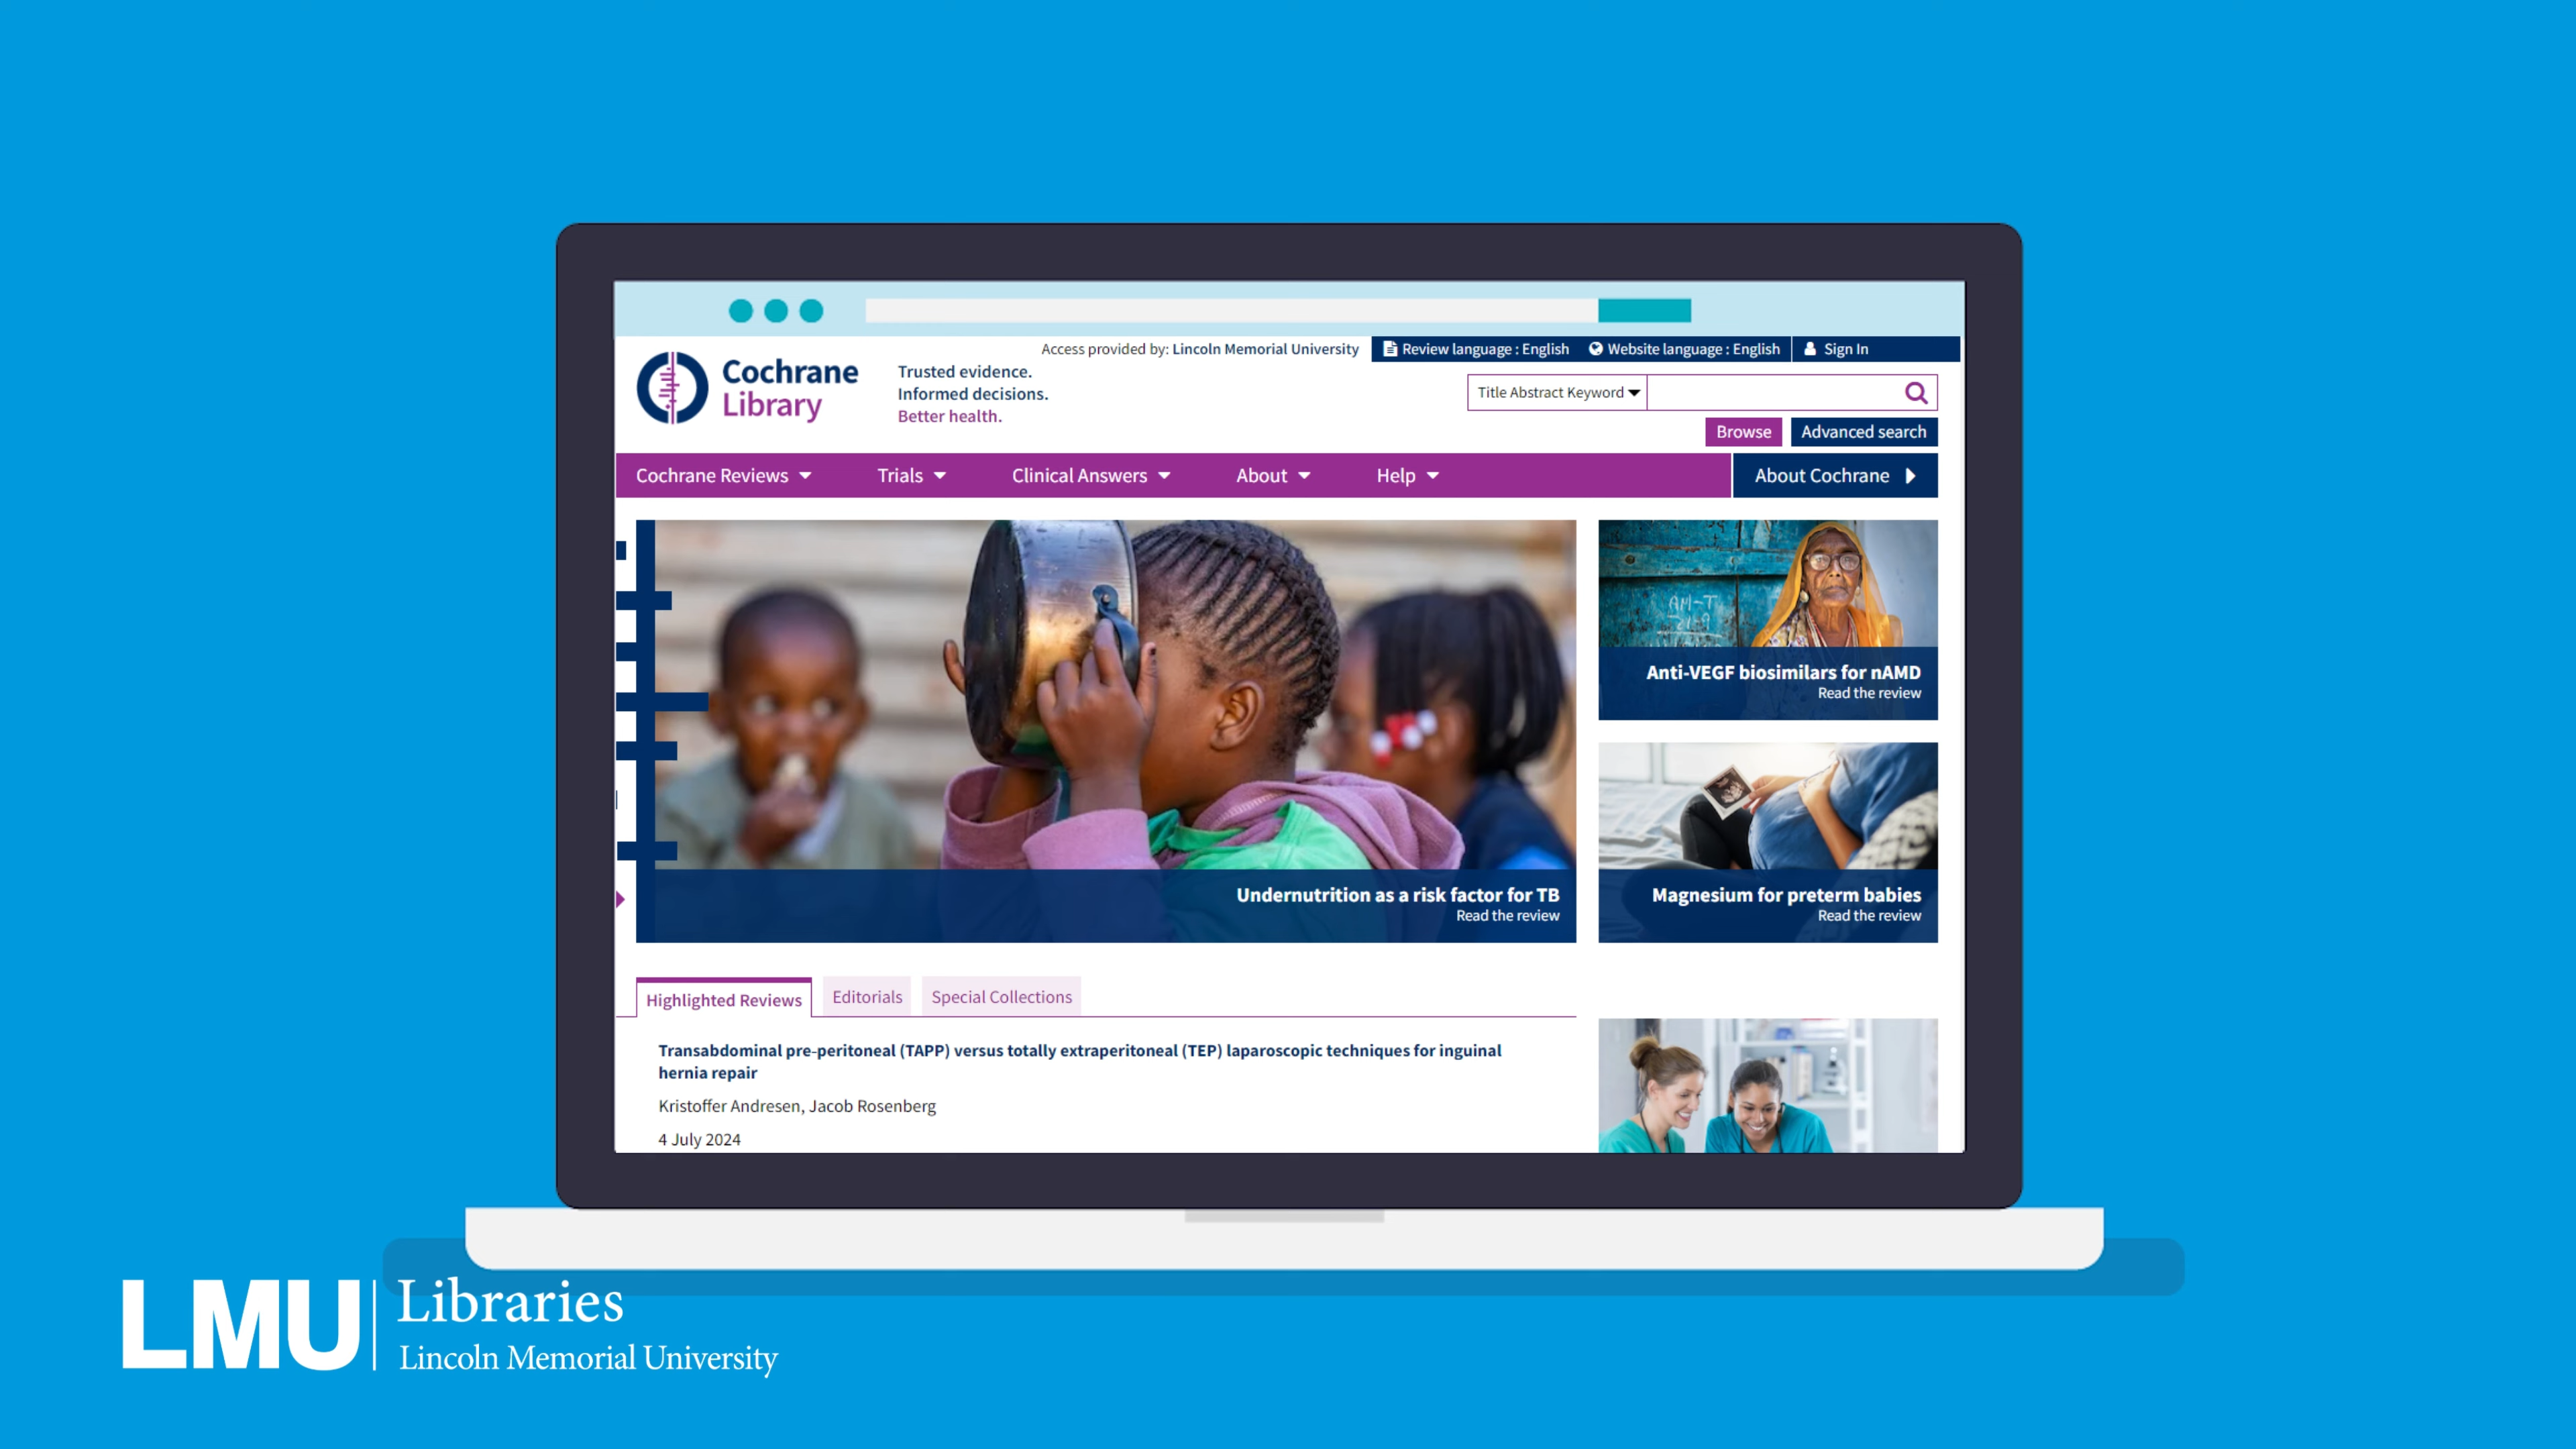 Access provided by: Lincoln Memorial University
Review language : English
Website language : English
Sign In
Cochrane
Library
Trusted evidence.
Informed decisions.
Better health.
Title Abstract Keyword
Browse
Advanced search
Cochrane Reviews
Trials
Clinical Answers
About
Help
About Cochrane
AM-T
Anti-VEGF biosimilars for nAMD
Read the review
Undernutrition as a risk factor for TB
Read the review
Magnesium for preterm babies
Read the review
Highlighted Reviews
Editorials
Special Collections
Transabdominal pre-peritoneal (TAPP) versus totally extraperitoneal (TEP) laparoscopic techniques for inguinal
hernia repair
Kristoffer Andresen, Jacob Rosenberg
4 July 2024
LMU
Libraries
Lincoln Memorial University